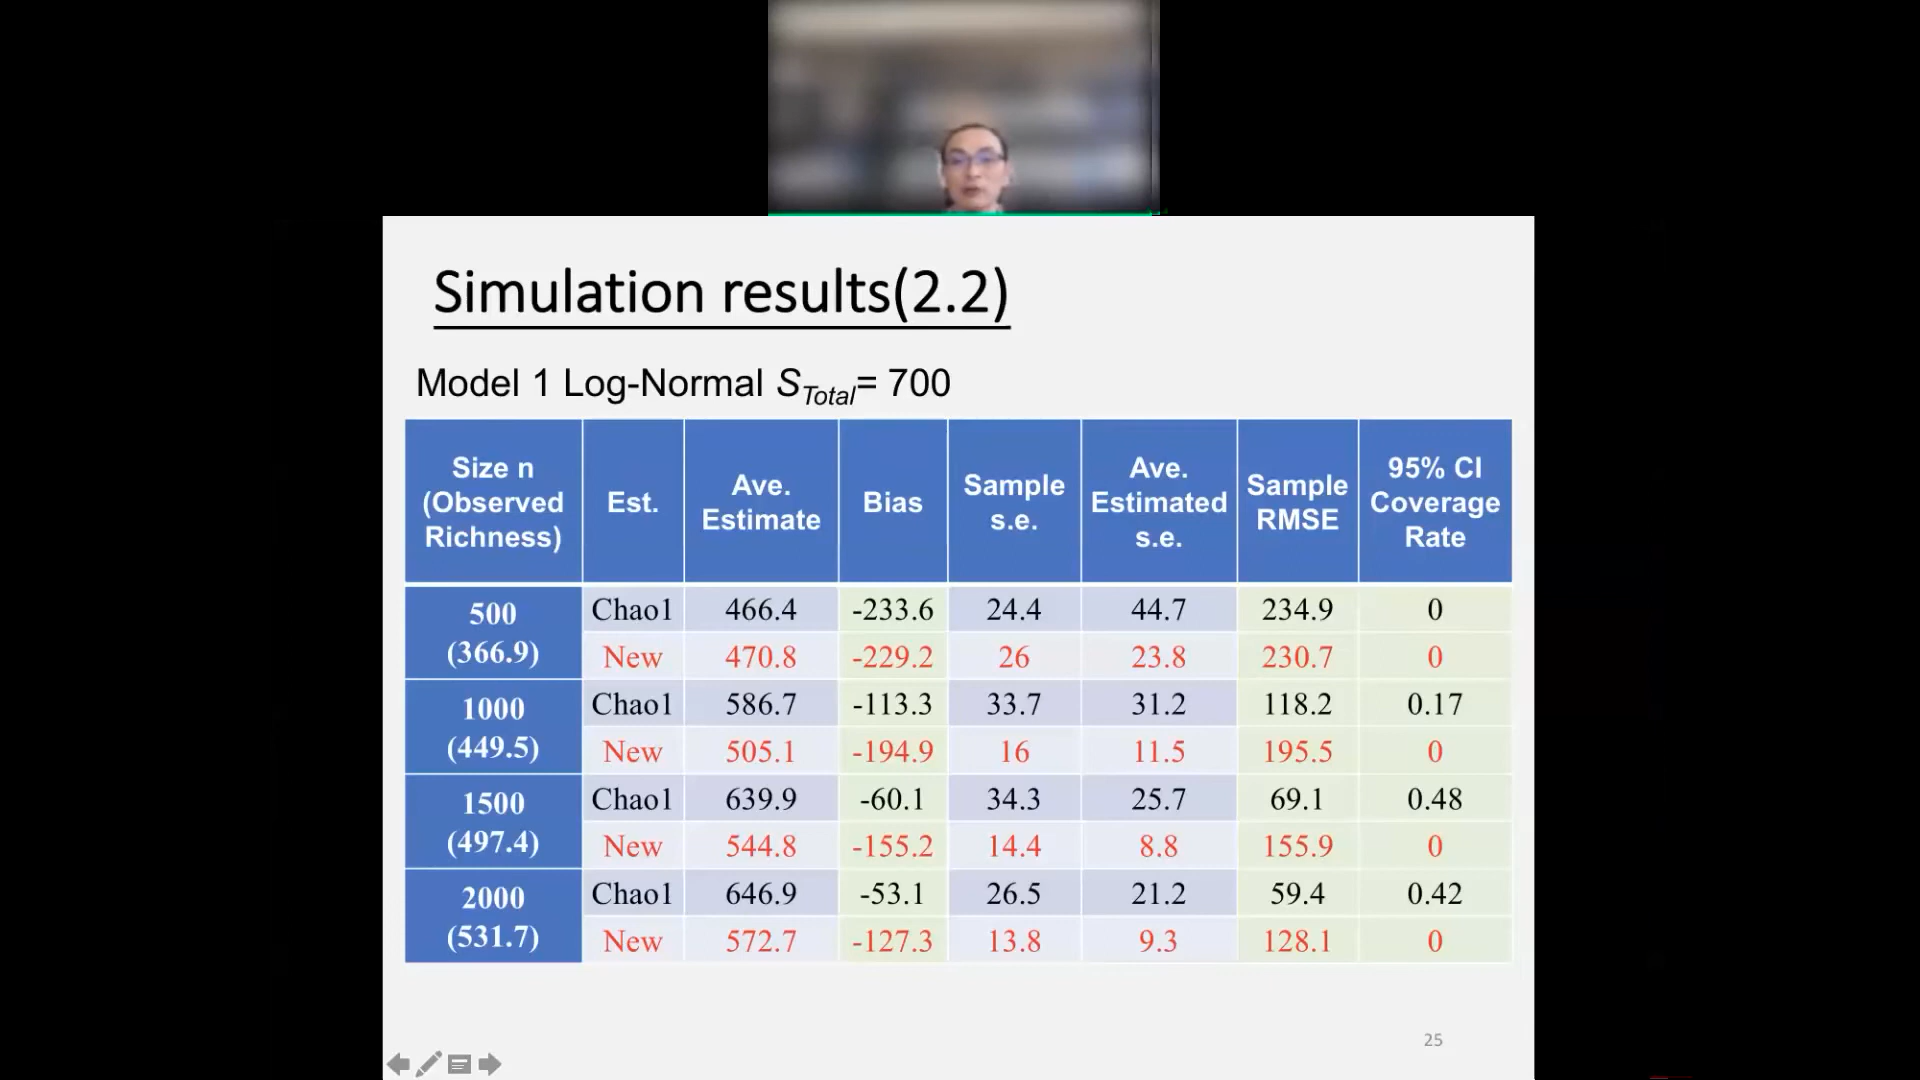 Simulation results(2.2)
Model 1 Log-Normal STotal= 700
Size n (Observed Richness) Est. Ave. Estimate Bias Sample s.e. Ave. Estimated s.e. Sample RMSE 95% CI Coverage Rate
500 (366.9) Chao1 466.4 -233.6 24.4 44.7 234.9 0
New 470.8 -229.2 26 23.8 230.7 0
1000 (449.5) Chao1 586.7 -113.3 33.7 31.2 118.2 0.17
New 505.1 -194.9 16 11.5 195.5 0
1500 (497.4) Chao1 639.9 -60.1 34.3 25.7 69.1 0.48
New 544.8 -155.2 14.4 8.8 155.9 0
2000 (531.7) Chao1 646.9 -53.1 26.5 21.2 59.4 0.42
New 572.7 -127.3 13.8 9.3 128.1 0
25